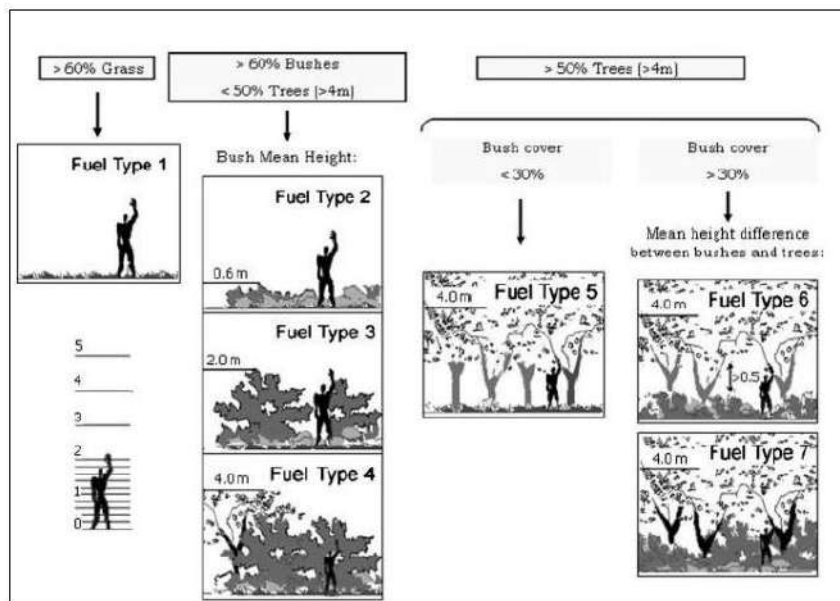 > 60% Grass
Fuel Type 1
5
4
3
2
1
0
> 60% Bushes
< 50% Trees (>4m)
Bush Mean Height:
Fuel Type 2
0.6m
Fuel Type 3
2.0 m
Fuel Type 4
4.0 m
> 50% Trees (>4m)
Bush cover
< 30%
Fuel Type 5
4.0 m
Bush cover
> 30%
Mean height difference
between bushes and trees:
Fuel Type 6
4.0 m
>0.5
Fuel Type 7
4.0 m